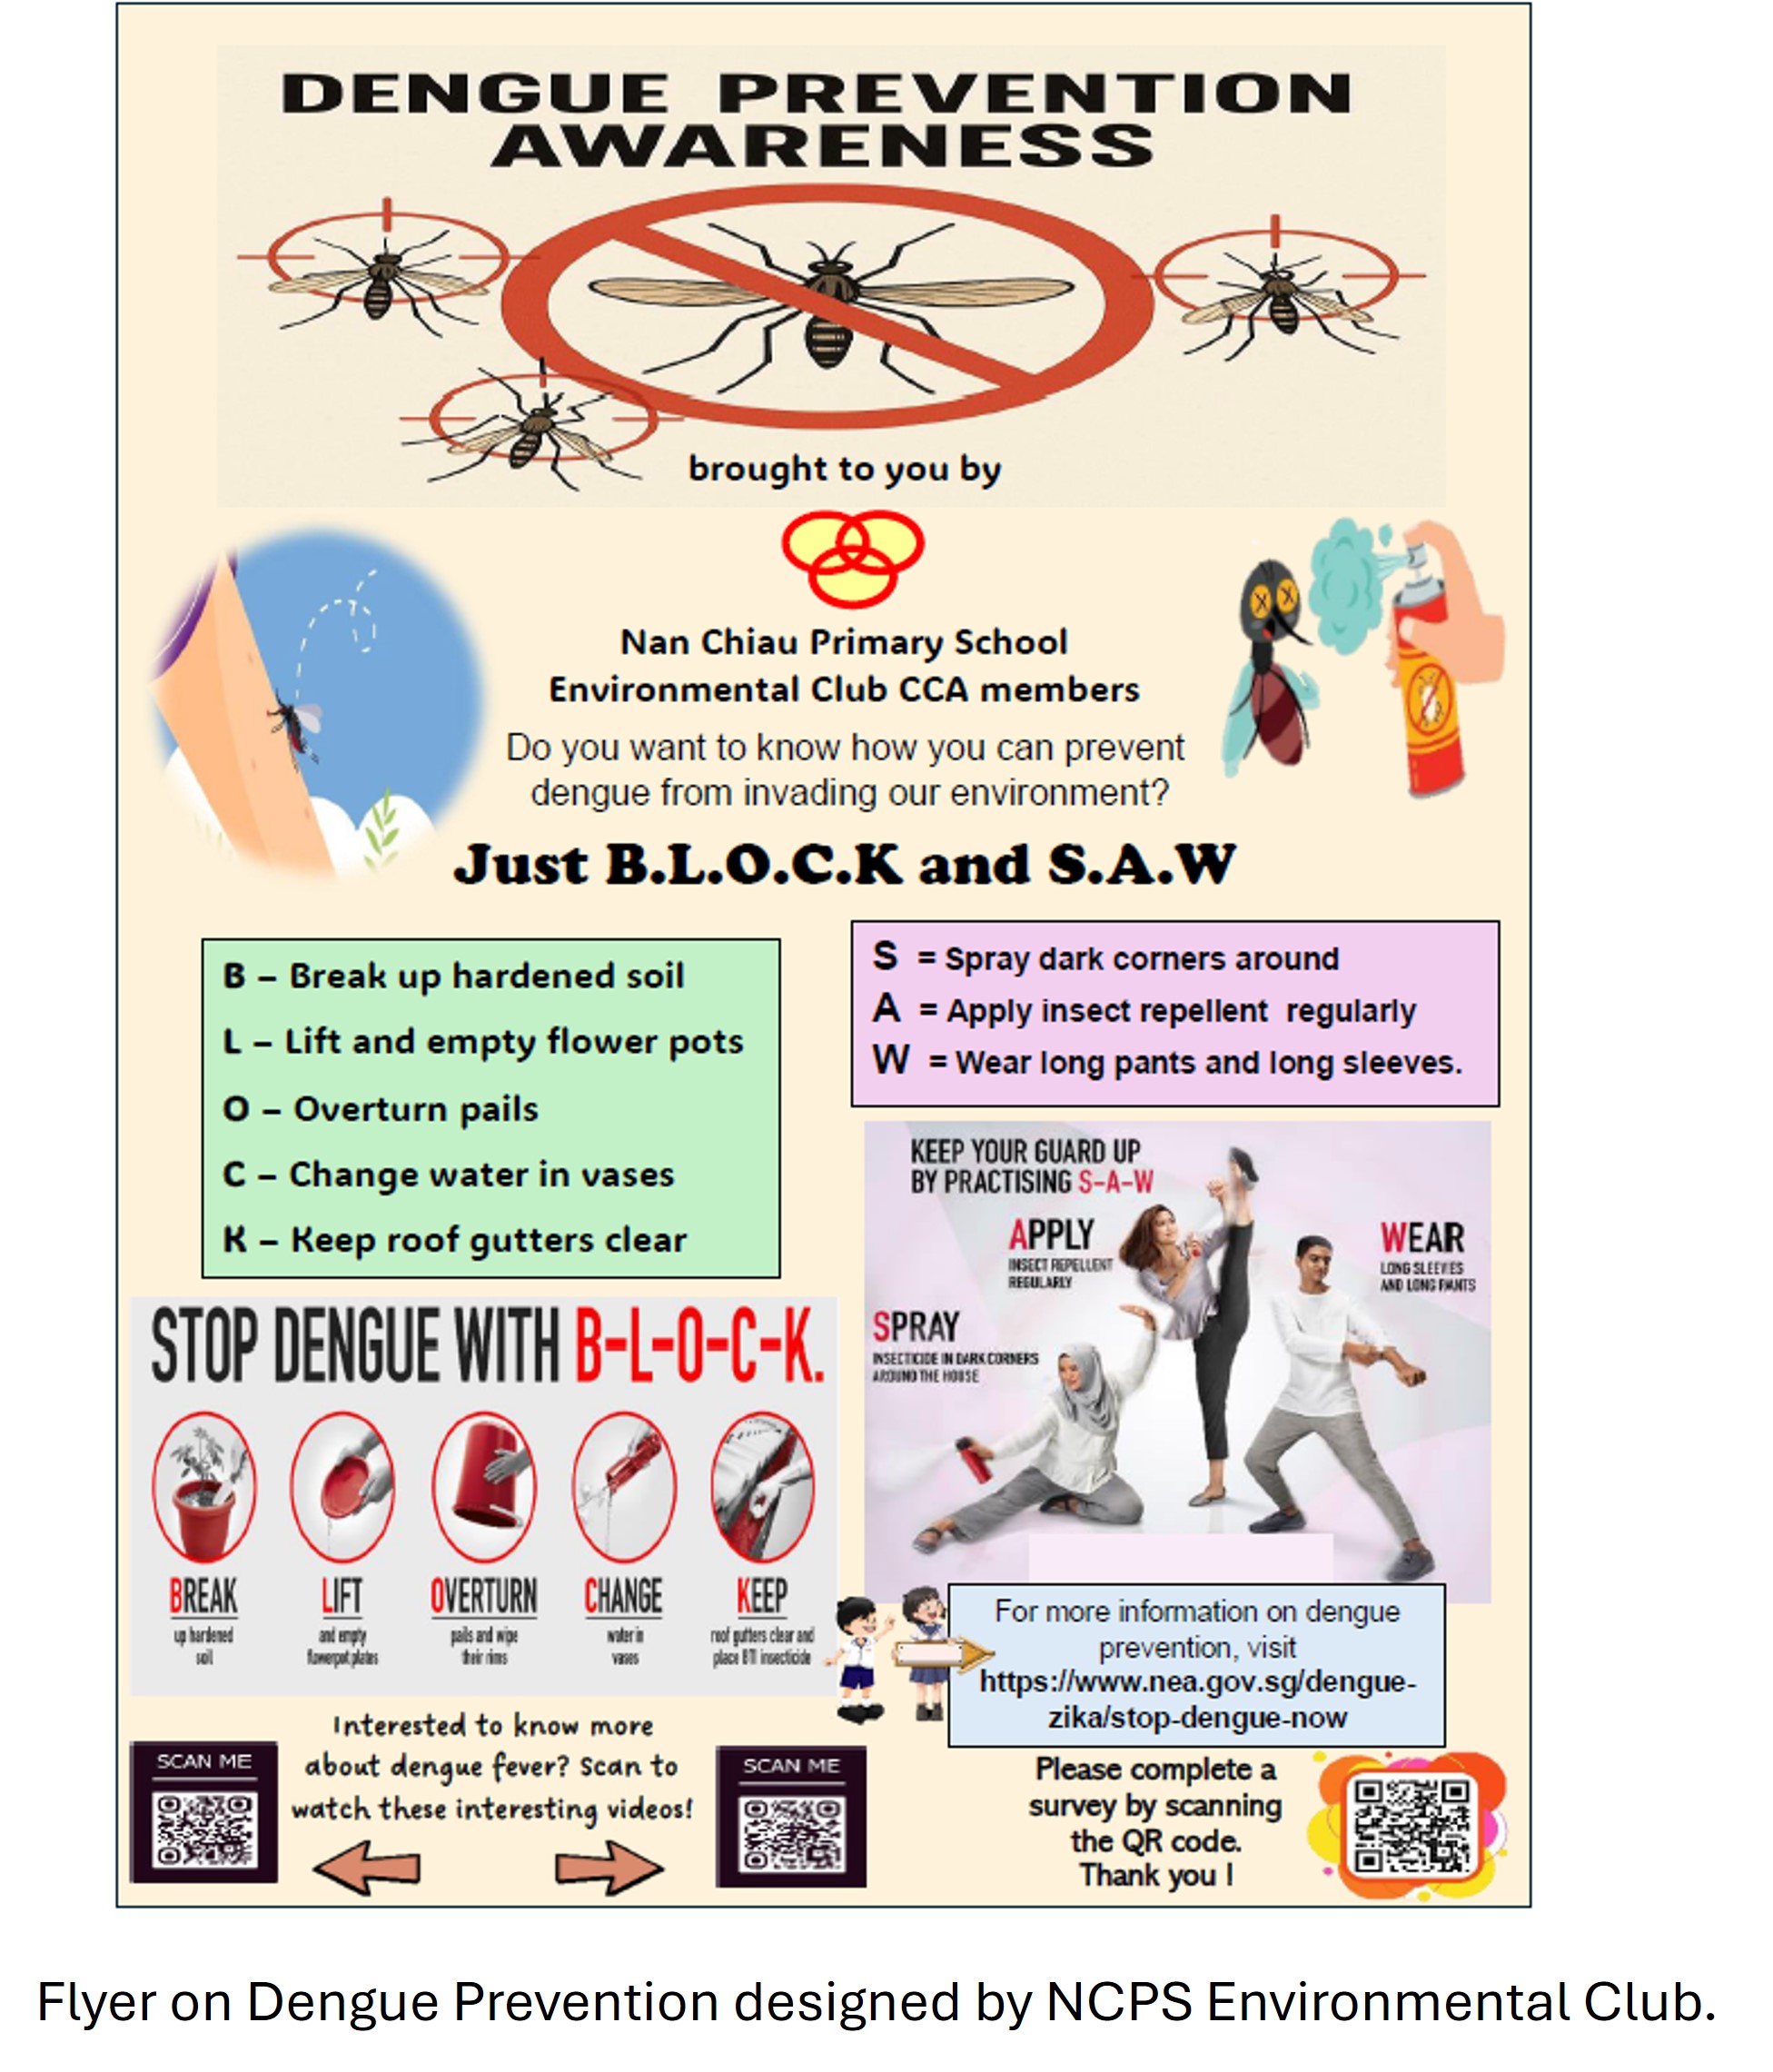 DENGUE PREVENTION
AWARENESS
brought to you by
Nan Chiau Primary School
Environmental Club CCA members
Do you want to know how you can prevent
dengue from invading our environment?
Just B.L.O.C.K and S.A.W
B – Break up hardened soil
L – Lift and empty flower pots
O – Overturn pails
C – Change water in vases
K – Keep roof gutters clear
S = Spray dark corners around
A = Apply insect repellent regularly
W = Wear long pants and long sleeves.
KEEP YOUR GUARD UP
BY PRACTISING S-A-W
APPLY
INSECT REPELLENT
REGULARLY
WEAR
LONG SLEEVES
AND LONG PANTS
SPRAY
INSECTICIDE IN DARK CORNERS
AROUND THE HOUSE
STOP DENGUE WITH B-L-O-C-K.
BREAK
up hardened
soil
LIFT
and empty
flowerpot plates
OVERTURN
pails and wipe
their rims
CHANGE
water in
vases
KEEP
roof gutters clear and
place BTI insecticide
For more information on dengue
prevention, visit
https://www.nea.gov.sg/dengue-
zika/stop-dengue-now
Interested to know more
about dengue fever? Scan to
watch these interesting videos!
SCAN ME
SCAN ME
Please complete a
survey by scanning
the QR code.
Thank you !
Flyer on Dengue Prevention designed by NCPS Environmental Club.